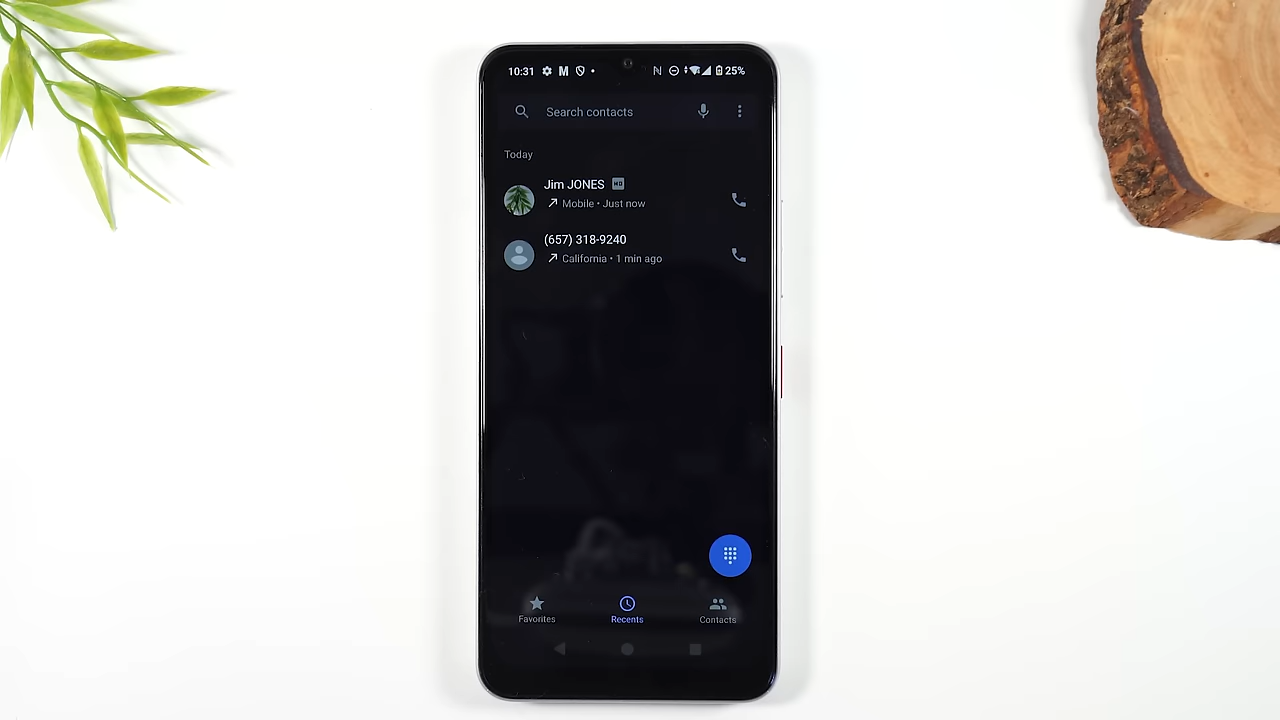 10:31 M 25%
Search contacts
Today
Jim JONES HD
Mobile • Just now
(657) 318-9240
California • 1 min ago
Favorites Recents Contacts